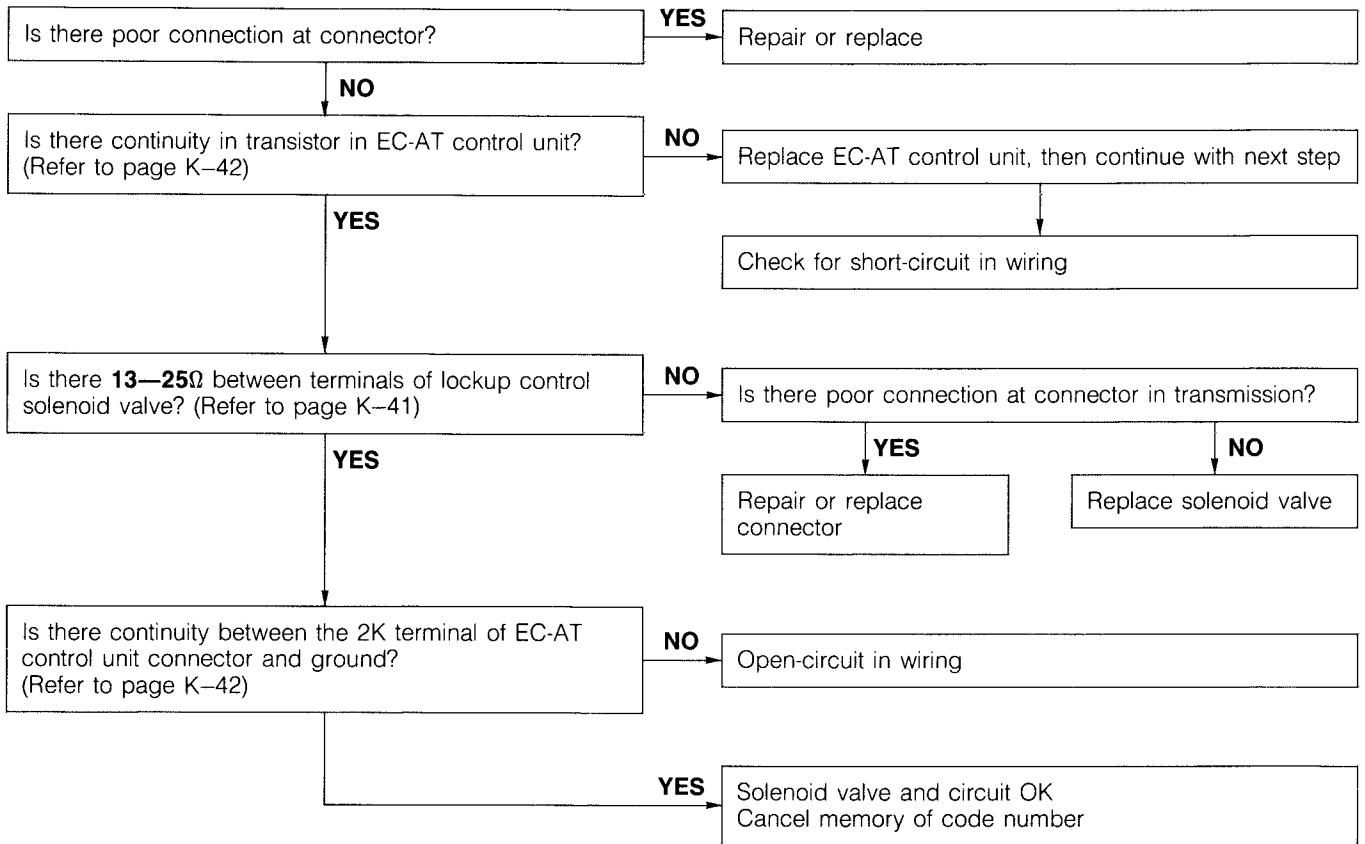 Is there poor connection at connector?
YES
Repair or replace
NO
Is there continuity in transistor in EC-AT control unit?
(Refer to page K–42)
NO
Replace EC-AT control unit, then continue with next step
Check for short-circuit in wiring
YES
Is there 13—25Ω between terminals of lockup control
solenoid valve? (Refer to page K–41)
NO
Is there poor connection at connector in transmission?
YES
Repair or replace
connector
NO
Replace solenoid valve
YES
Is there continuity between the 2K terminal of EC-AT
control unit connector and ground?
(Refer to page K–42)
NO
Open-circuit in wiring
YES
Solenoid valve and circuit OK
Cancel memory of code number